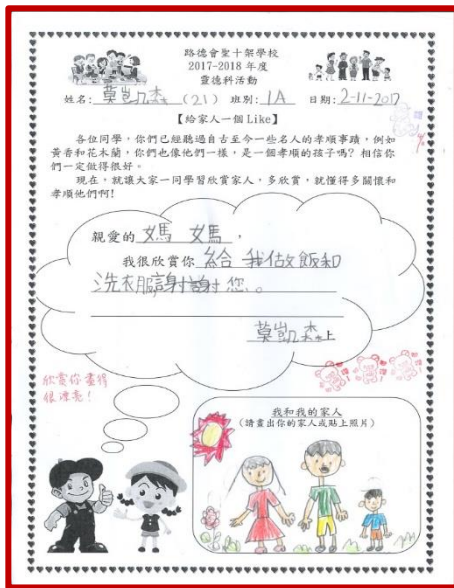 路德會聖十架學校
2017-2018 年度
靈德科活動
姓名: 莫凱杰 (21) 班別: 1A 日期: 2-11-2017
【給家人一個 Like】
各位同學，你們已經聽過自古至今一些名人的孝順事蹟，例如
黃香和花木蘭，你們也像他們一樣，是一個孝順的孩子嗎? 相信你
們一定做得很好。
現在，就讓大家一同學習欣賞家人，多欣賞，就懂得多關懷和
孝順他們啊!
親愛的 媽 媽，
我很欣賞你 給 我做飯和
洗衣服謝謝您。
莫凱杰上
欣賞你畫得
很漂亮!
我和我的家人
(請畫出你的家人或貼上照片)